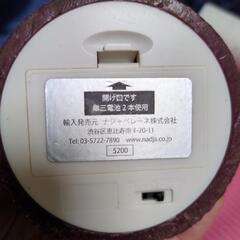 開け口です
単三電池２本使用
輸入発売元 ナジャペレーネ株式会社
渋谷区恵比寿南 1-20-11
Tel: 03-5722-7890 www.nadja.co.jp
5200